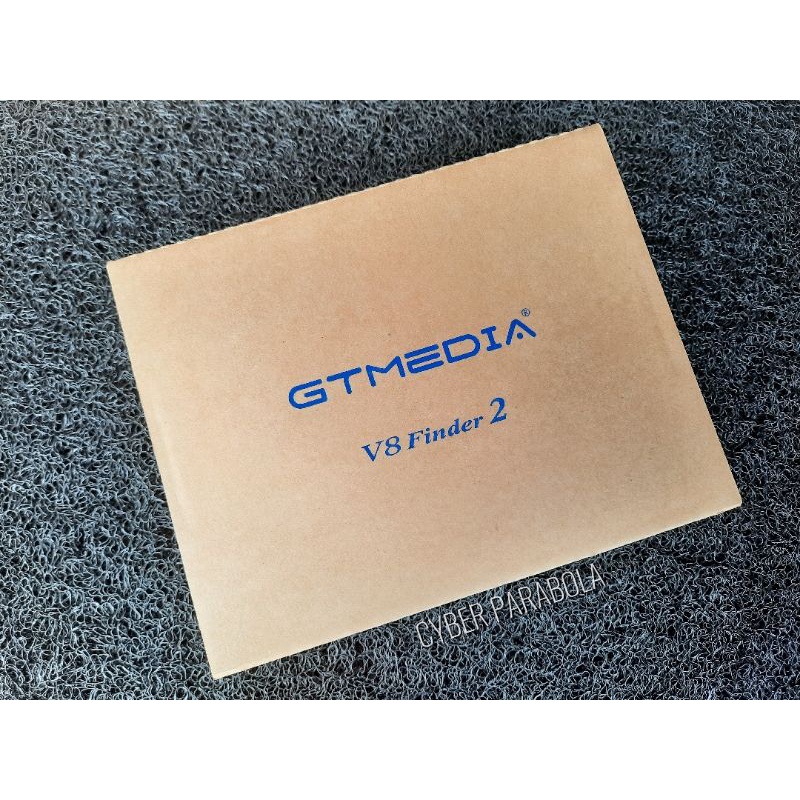 GTMEDIA®
V8 Finder 2
CYBER PARABOLA